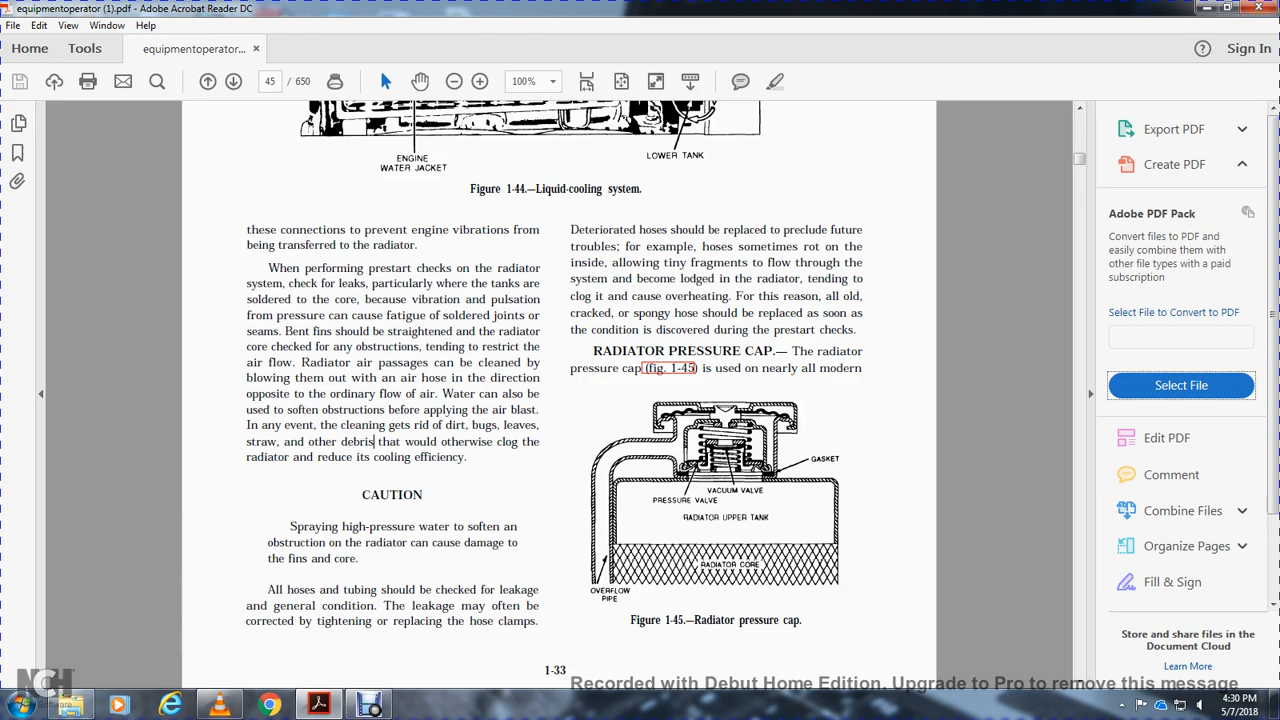 equipmentoperator (1).pdf - Adobe Acrobat Reader DC
File Edit View Window Help
Home Tools equipmentoperator... × Sign In
45 / 650 100%
ENGINE
WATER JACKET
LOWER TANK
Figure 1-44.—Liquid-cooling system.
these connections to prevent engine vibrations from
being transferred to the radiator.
When performing prestart checks on the radiator
system, check for leaks, particularly where the tanks are
soldered to the core, because vibration and pulsation
from pressure can cause fatigue of soldered joints or
seams. Bent fins should be straightened and the radiator
core checked for any obstructions, tending to restrict the
air flow. Radiator air passages can be cleaned by
blowing them out with an air hose in the direction
opposite to the ordinary flow of air. Water can also be
used to soften obstructions before applying the air blast.
In any event, the cleaning gets rid of dirt, bugs, leaves,
straw, and other debris that would otherwise clog the
radiator and reduce its cooling efficiency.
CAUTION
Spraying high-pressure water to soften an
obstruction on the radiator can cause damage to
the fins and core.
All hoses and tubing should be checked for leakage
and general condition. The leakage may often be
corrected by tightening or replacing the hose clamps.
Deteriorated hoses should be replaced to preclude future
troubles; for example, hoses sometimes rot on the
inside, allowing tiny fragments to flow through the
system and become lodged in the radiator, tending to
clog it and cause overheating. For this reason, all old,
cracked, or spongy hose should be replaced as soon as
the condition is discovered during the prestart checks.
RADIATOR PRESSURE CAP.— The radiator
pressure cap (fig. 1-45) is used on nearly all modern
GASKET
VACUUM VALVE
PRESSURE VALVE
RADIATOR UPPER TANK
RADIATOR CORE
OVERFLOW
PIPE
Figure 1-45.—Radiator pressure cap.
1-33
Export PDF
Create PDF
Adobe PDF Pack
Convert files to PDF and
easily combine them with
other file types with a paid
subscription
Select File to Convert to PDF
Select File
Edit PDF
Comment
Combine Files
Organize Pages
Fill & Sign
Store and share files in the
Document Cloud
Learn More
NCH
Software
Recorded with Debut Home Edition. Upgrade to Pro to remove this message
4:30 PM
5/7/2018